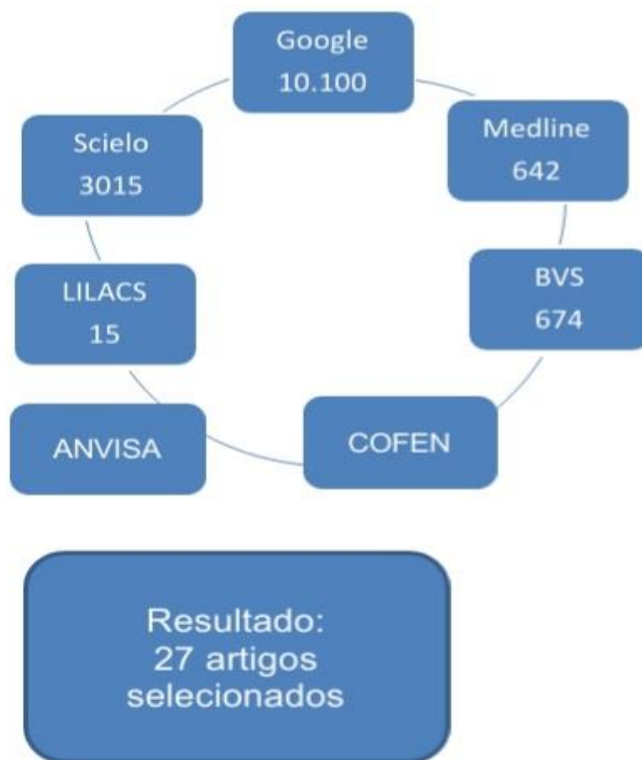 Google
10.100
Scielo
3015
Medline
642
LILACS
15
BVS
674
ANVISA
COFEN
Resultado:
27 artigos
selecionados